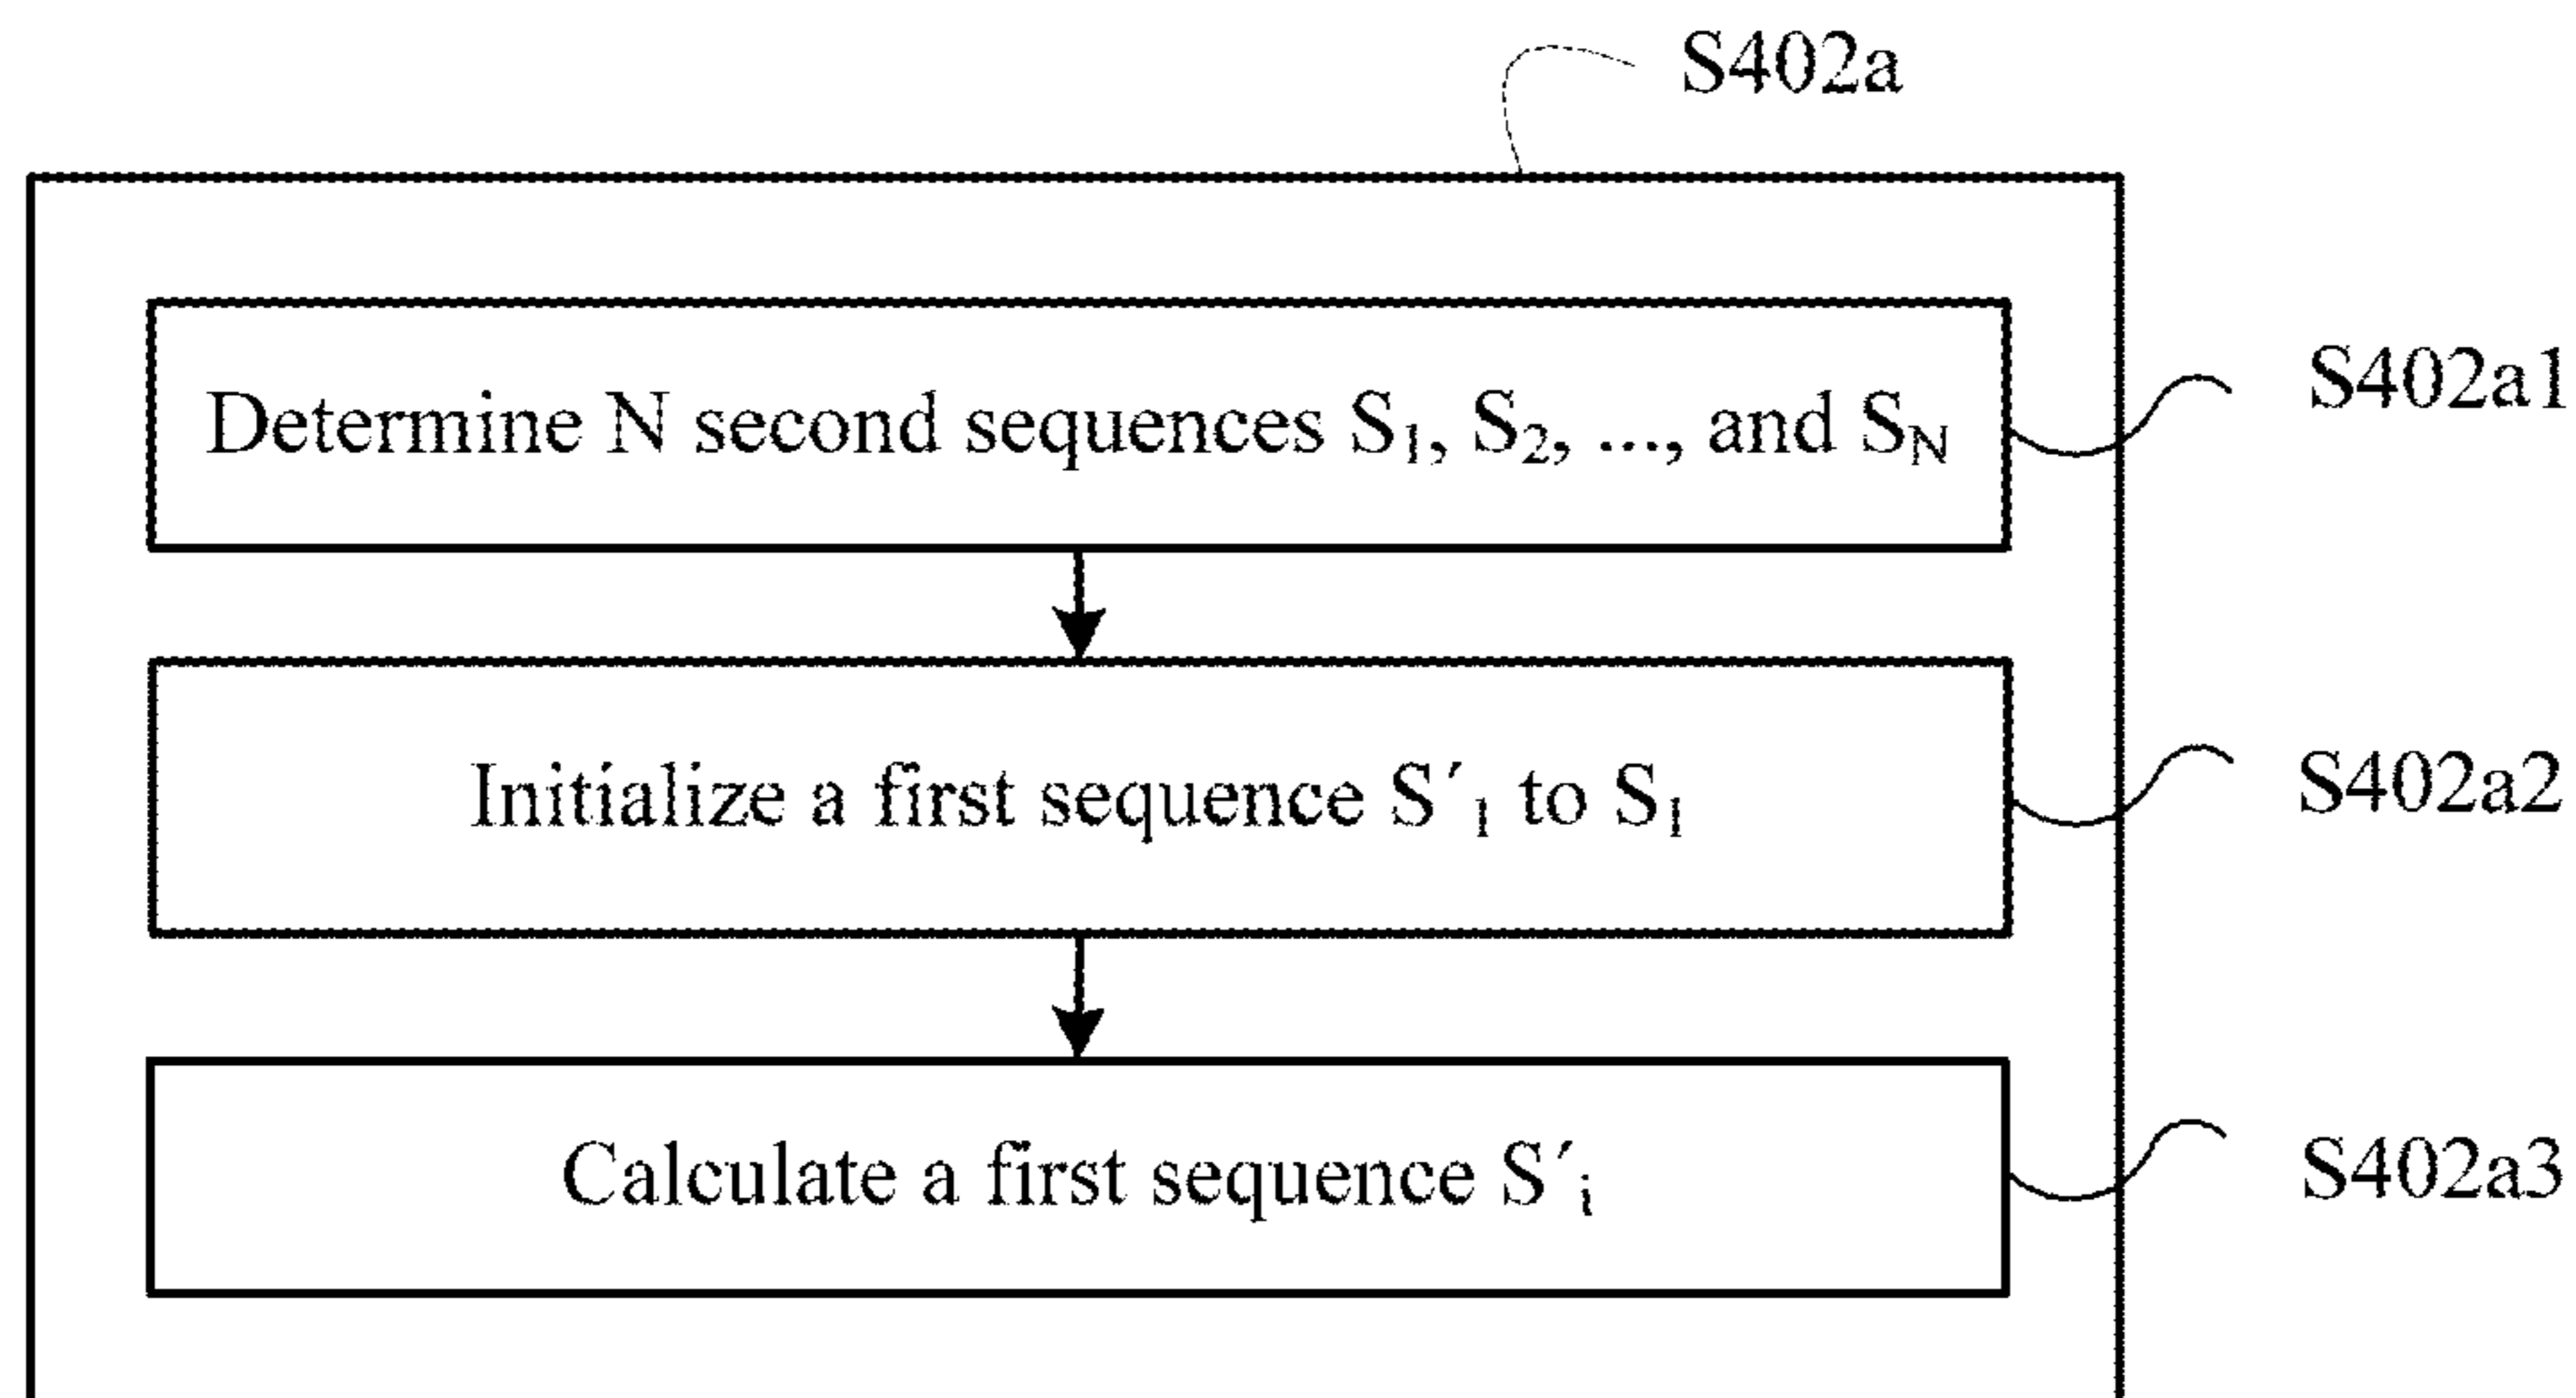 S402a
Determine N second sequences S₁, S₂, ..., and S_N
S402a1
Initialize a first sequence S′₁ to S₁
S402a2
Calculate a first sequence S′ᵢ
S402a3